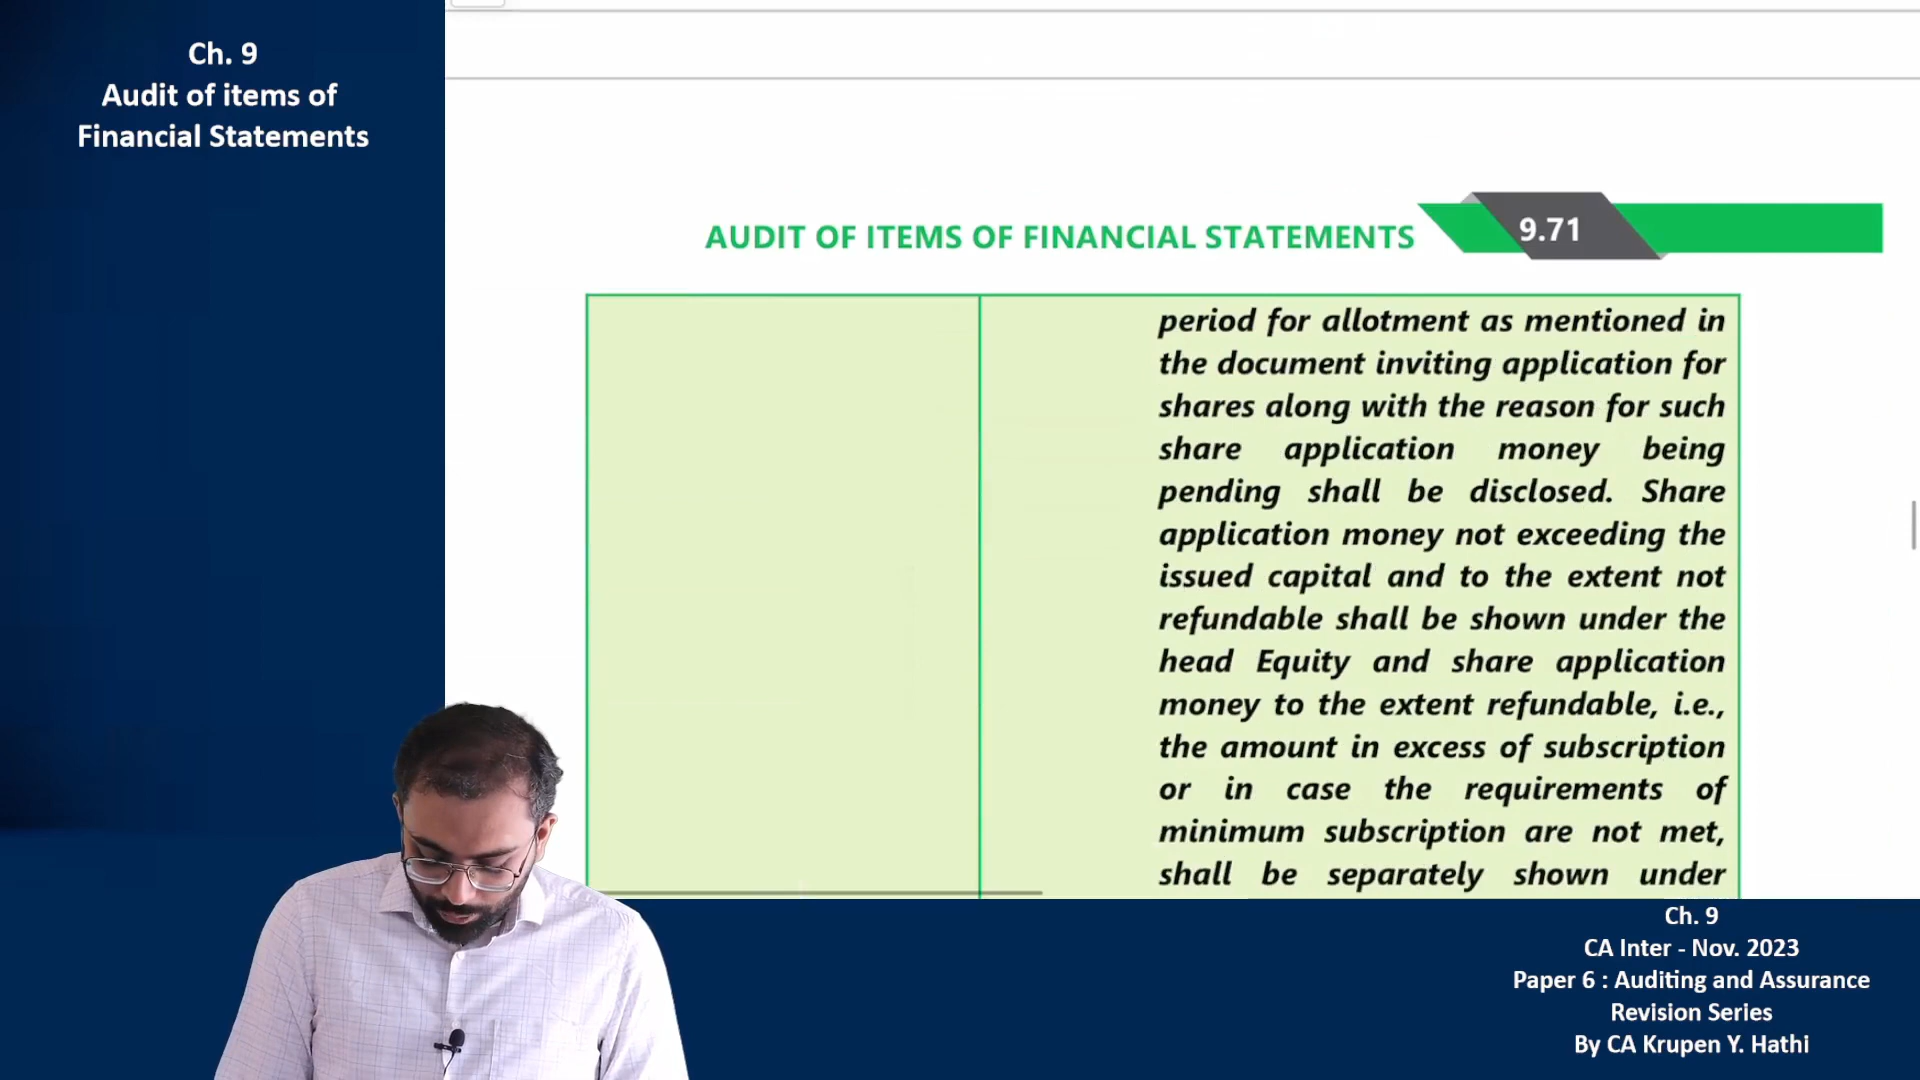 Ch. 9
Audit of items of
Financial Statements
AUDIT OF ITEMS OF FINANCIAL STATEMENTS
9.71
period for allotment as mentioned in
the document inviting application for
shares along with the reason for such
share application money being
pending shall be disclosed. Share
application money not exceeding the
issued capital and to the extent not
refundable shall be shown under the
head Equity and share application
money to the extent refundable, i.e.,
the amount in excess of subscription
or in case the requirements of
minimum subscription are not met,
shall be separately shown under
Ch. 9
CA Inter - Nov. 2023
Paper 6 : Auditing and Assurance
Revision Series
By CA Krupen Y. Hathi